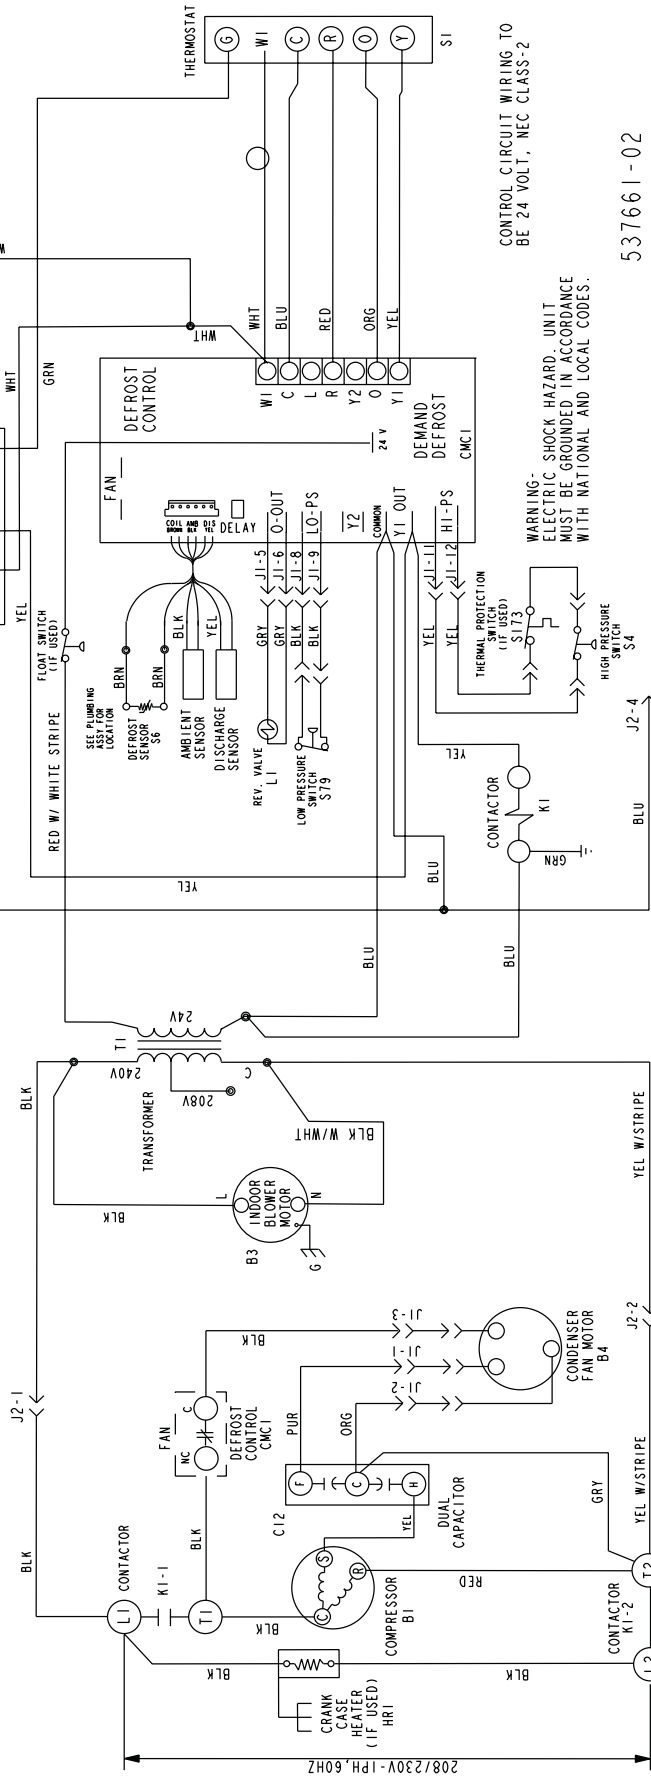 THERMOSTAT
G
W1
C
R
O
Y
S1
CONTROL CIRCUIT WIRING TO
BE 24 VOLT, NEC CLASS-2
537661-02
WHT
BLU
RED
ORG
YEL
WHT
WHT
GRN
DEFROST
CONTROL
W1
C
L
R
Y2
O
Y1
24 V
DEMAND
DEFROST
CMC1
FAN
COIL
BROWN
AMB
BLK
DIS
YEL
DELAY
O-OUT
LO-PS
Y2
COMMON
Y1 OUT
HI-PS
J1-5
J1-6
J1-8
J1-9
J1-11
J1-12
WARNING-
ELECTRIC SHOCK HAZARD. UNIT
MUST BE GROUNDED IN ACCORDANCE
WITH NATIONAL AND LOCAL CODES.
YEL
FLOAT SWITCH
(IF USED)
RED W/ WHITE STRIPE
SEE PLUMBING
ASSY FOR
LOCATION
BRN
BRN
DEFROST
SENSOR
S6
BLK
YEL
AMBIENT
SENSOR
DISCHARGE
SENSOR
GRY
GRY
BLK
BLK
REV. VALVE
L1
LOW PRESSURE
SWITCH
S79
YEL
YEL
THERMAL PROTECTION
SWITCH
(IF USED)
S173
HIGH PRESSURE
SWITCH
S4
YEL
J2-4
CONTACTOR
K1
GRN
BLU
YEL
BLU
BLU
BLU
24V
T1
240V
208V
C
TRANSFORMER
BLK
BLK W/WHT
YEL W/STRIPE
L
INDOOR
BLOWER
MOTOR
N
B3
G
BLK
J2-1
BLK
J1-3
J1-1
J1-2
CONDENSER
FAN MOTOR
B4
J2-2
FAN
C
NC
DEFROST
CONTROL
CMC1
PUR
ORG
F
C
H
C12
DUAL
CAPACITOR
YEL
GRY
YEL W/STRIPE
BLK
CONTACTOR
L1
K1-1
T1
BLK
BLK
S
R
C
COMPRESSOR
B1
RED
T2
CONTACTOR
K1-2
L2
BLK
BLK
CRANK
CASE
HEATER
(IF USED)
HR1
208/230V-1PH,60HZ